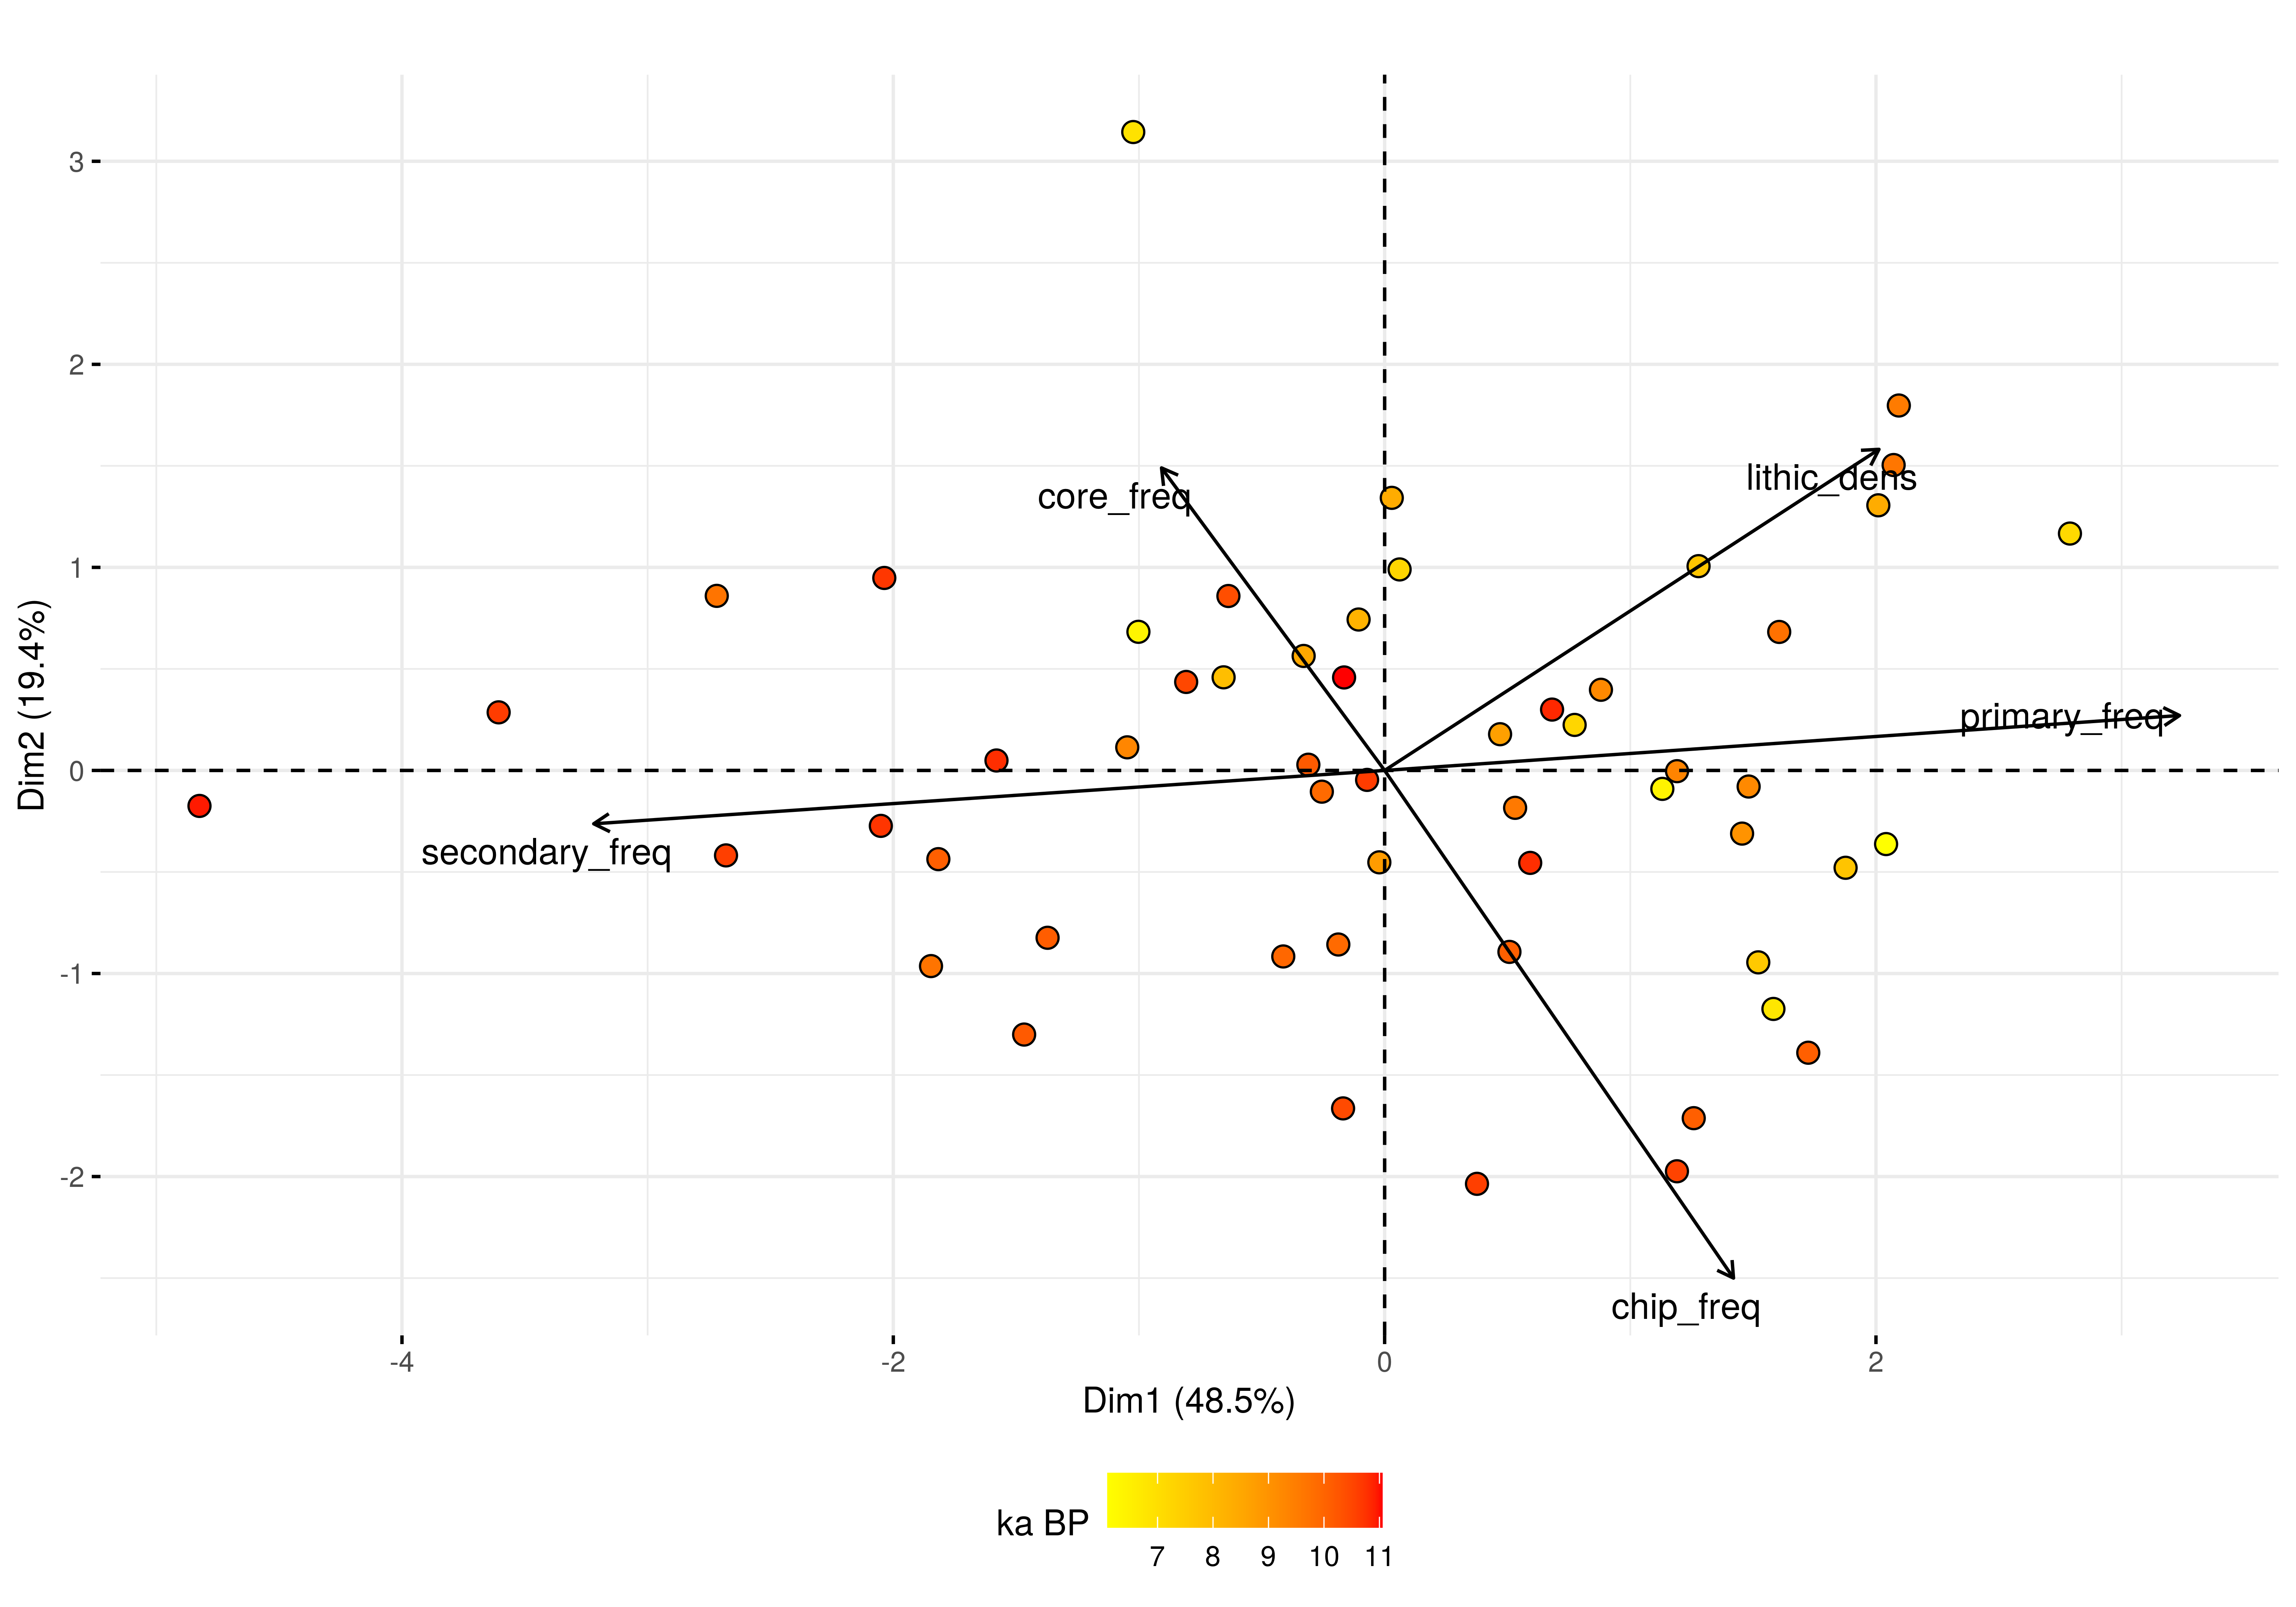 3
core_freq
lithic_dens
2
1
primary_freq
0
secondary_freq
-1
-2
chip_freq
Dim2 (19.4%)
-4
-2
0
2
Dim1 (48.5%)
ka BP
7
8
9
10
11